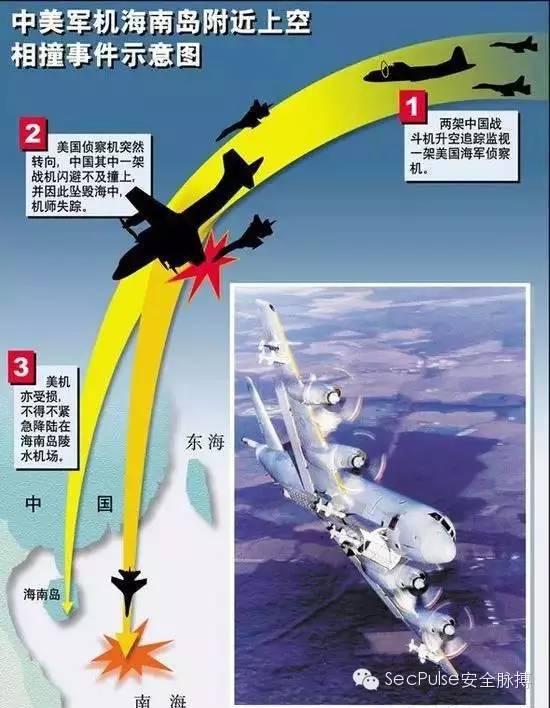 中美军机海南岛附近上空
相撞事件示意图
1
两架中国战
斗机升空追踪监视
一架美国海军侦察
机。
2
美国侦察机突然
转向，中国其中一架
战机闪避不及撞上，
并因此坠毁海中，
机师失踪。
3
美机
亦受损，
不得不紧
急降陆在
海南岛陵
水机场。
东海
中国
海南岛
南海
SecPulse安全脉搏